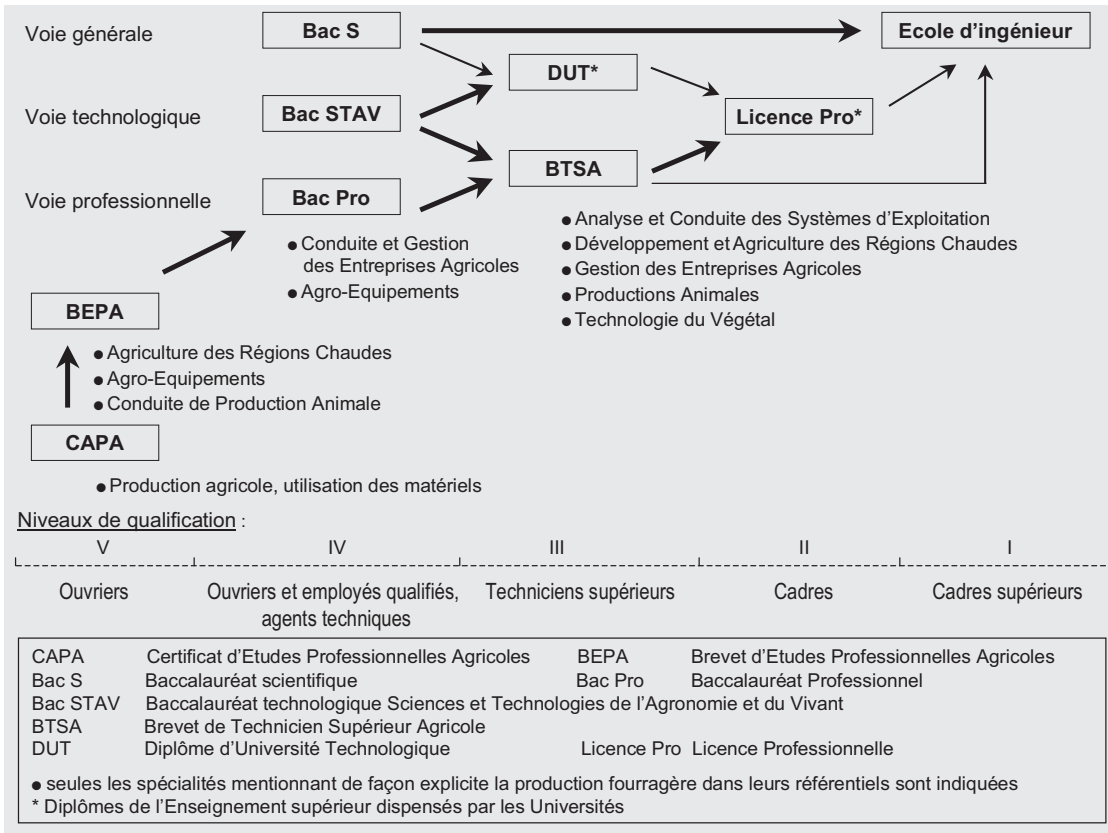 Voie générale Bac S Ecole d'ingénieur
DUT*
Voie technologique Bac STAV Licence Pro*
BTSA
Voie professionnelle Bac Pro
● Conduite et Gestion
des Entreprises Agricoles
● Agro-Equipements
● Analyse et Conduite des Systèmes d'Exploitation
● Développement et Agriculture des Régions Chaudes
● Gestion des Entreprises Agricoles
● Productions Animales
● Technologie du Végétal
BEPA
● Agriculture des Régions Chaudes
● Agro-Equipements
● Conduite de Production Animale
CAPA
● Production agricole, utilisation des matériels
Niveaux de qualification :
V IV III II I
Ouvriers Ouvriers et employés qualifiés, Techniciens supérieurs Cadres Cadres supérieurs
agents techniques
CAPA Certificat d'Etudes Professionnelles Agricoles BEPA Brevet d'Etudes Professionnelles Agricoles
Bac S Baccalauréat scientifique Bac Pro Baccalauréat Professionnel
Bac STAV Baccalauréat technologique Sciences et Technologies de l'Agronomie et du Vivant
BTSA Brevet de Technicien Supérieur Agricole
DUT Diplôme d'Université Technologique Licence Pro Licence Professionnelle
● seules les spécialités mentionnant de façon explicite la production fourragère dans leurs référentiels sont indiquées
* Diplômes de l'Enseignement supérieur dispensés par les Universités